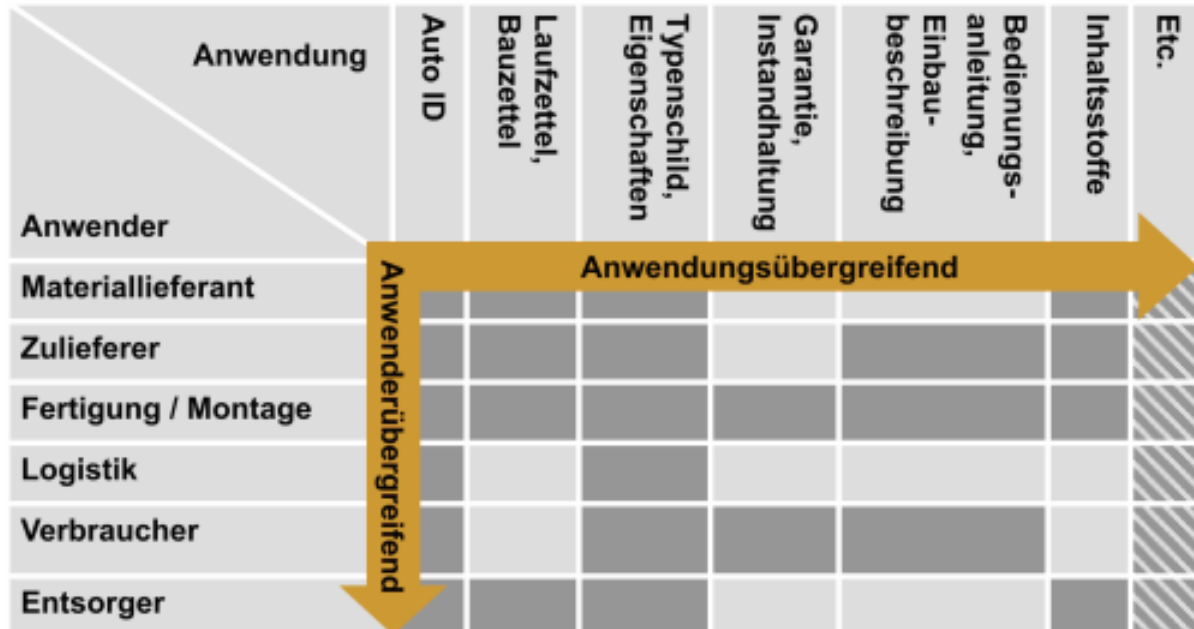 Anwendung
Anwender
Auto ID
Laufzettel,
Bauzettel
Typenschild,
Eigenschaften
Garantie,
Instandhaltung
Bedienungs-
anleitung,
Einbau-
beschreibung
Inhaltsstoffe
Etc.
Anwendungsübergreifend
Anwenderübergreifend
Materiallieferant
Zulieferer
Fertigung / Montage
Logistik
Verbraucher
Entsorger